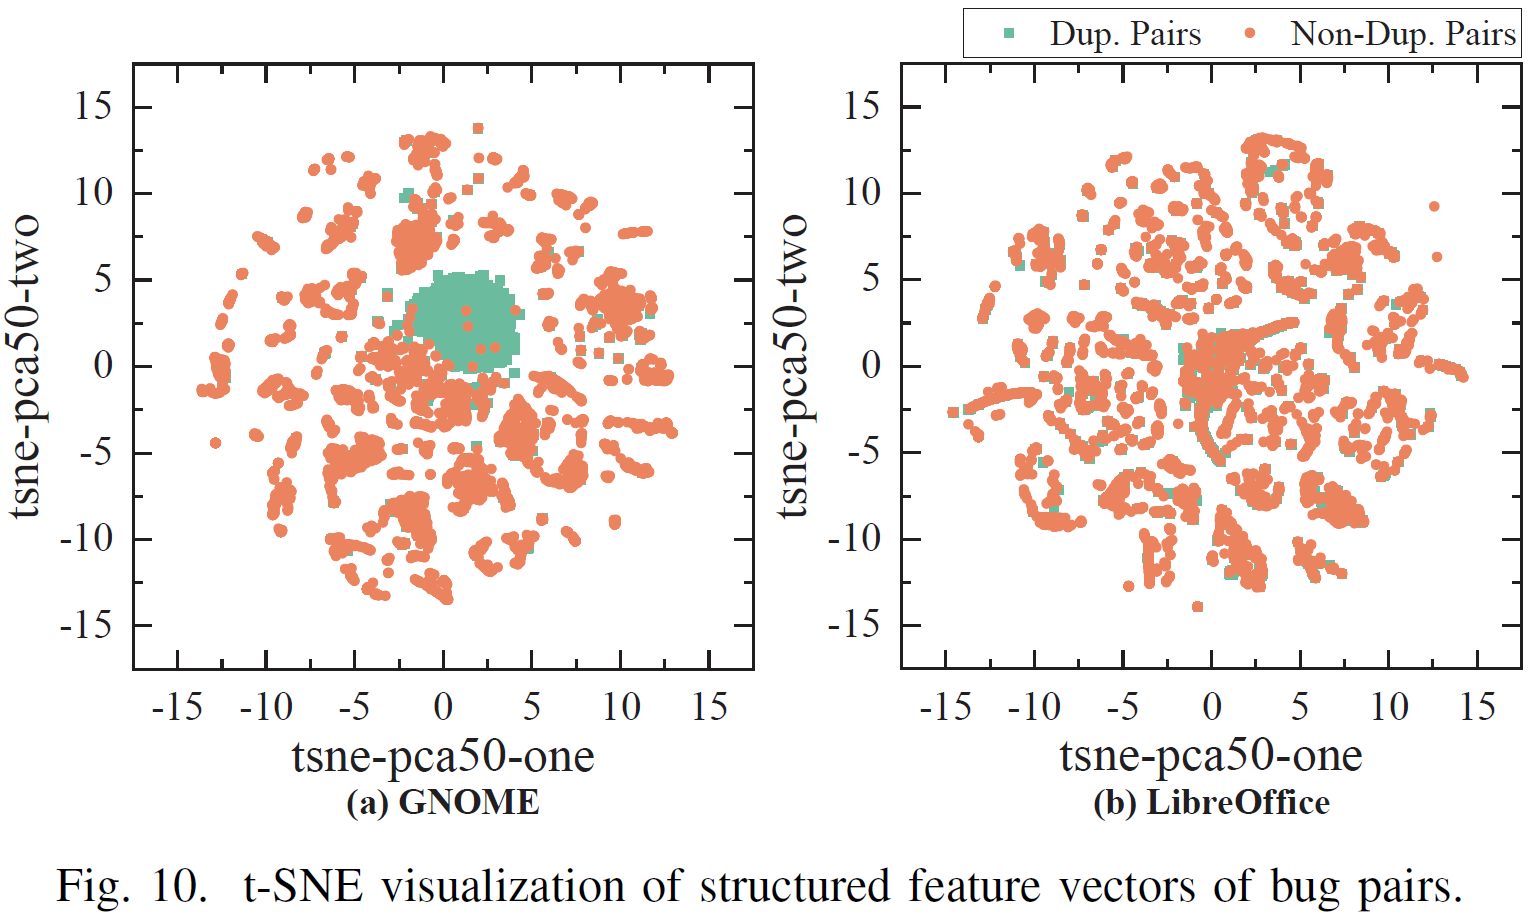 Dup. Pairs Non-Dup. Pairs
15
10
5
0
-5
-10
-15
tsne-pca50-two
-15 -10 -5 0 5 10 15
tsne-pca50-one
(a) GNOME
15
10
5
0
-5
-10
-15
tsne-pca50-two
-15 -10 -5 0 5 10 15
tsne-pca50-one
(b) LibreOffice
Fig. 10. t-SNE visualization of structured feature vectors of bug pairs.